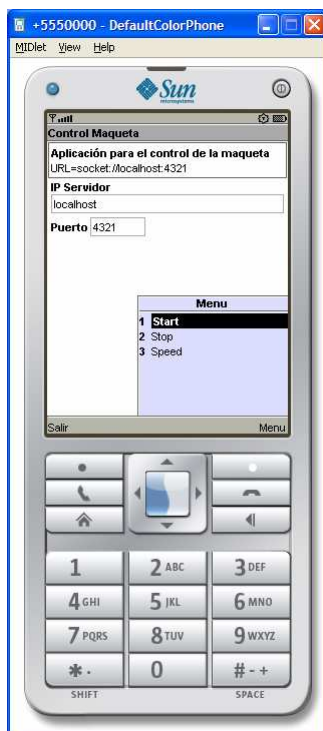 +5550000 - DefaultColorPhone
MIDlet View Help
Sun
microsystems
Control Maqueta
Aplicación para el control de la maqueta
URL=socket://localhost:4321
IP Servidor
localhost
Puerto 4321
Menu
1 Start
2 Stop
3 Speed
Salir Menu
1 2 ABC 3 DEF
4 GHI 5 JKL 6 MNO
7 PQRS 8 TUV 9 WXYZ
* . 0 # - +
SHIFT SPACE